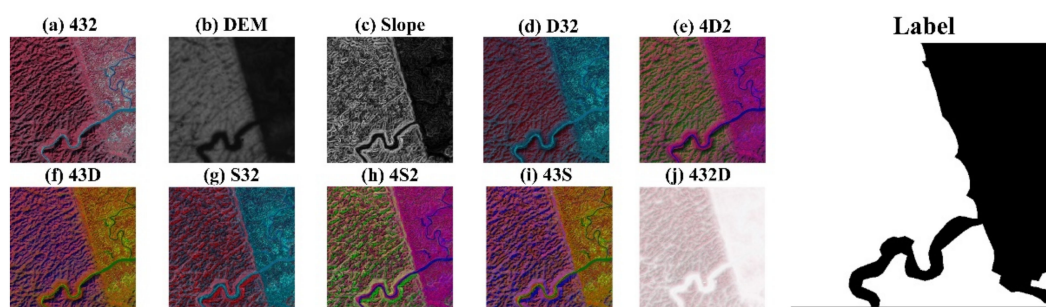 (a) 432
(b) DEM
(c) Slope
(d) D32
(e) 4D2
Label
(f) 43D
(g) S32
(h) 4S2
(i) 43S
(j) 432D